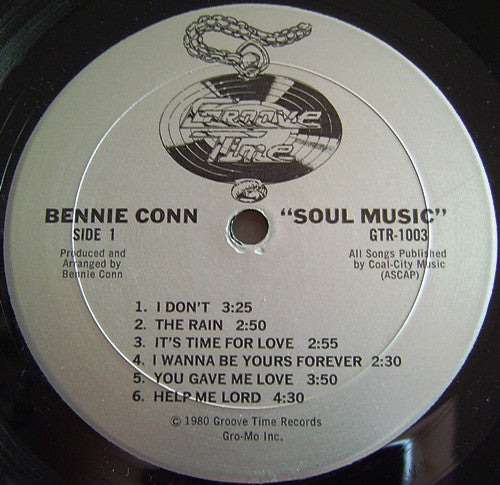 Groove
Time
BENNIE CONN
SIDE 1
Produced and
Arranged by
Bennie Conn
"SOUL MUSIC"
GTR-1003
All Songs Published
by Coal-City Music
(ASCAP)
1. I DON'T 3:25
2. THE RAIN 2:50
3. IT'S TIME FOR LOVE 2:55
4. I WANNA BE YOURS FOREVER 2:30
5. YOU GAVE ME LOVE 3:50
6. HELP ME LORD 4:30
© 1980 Groove Time Records
Gro-Mo Inc.